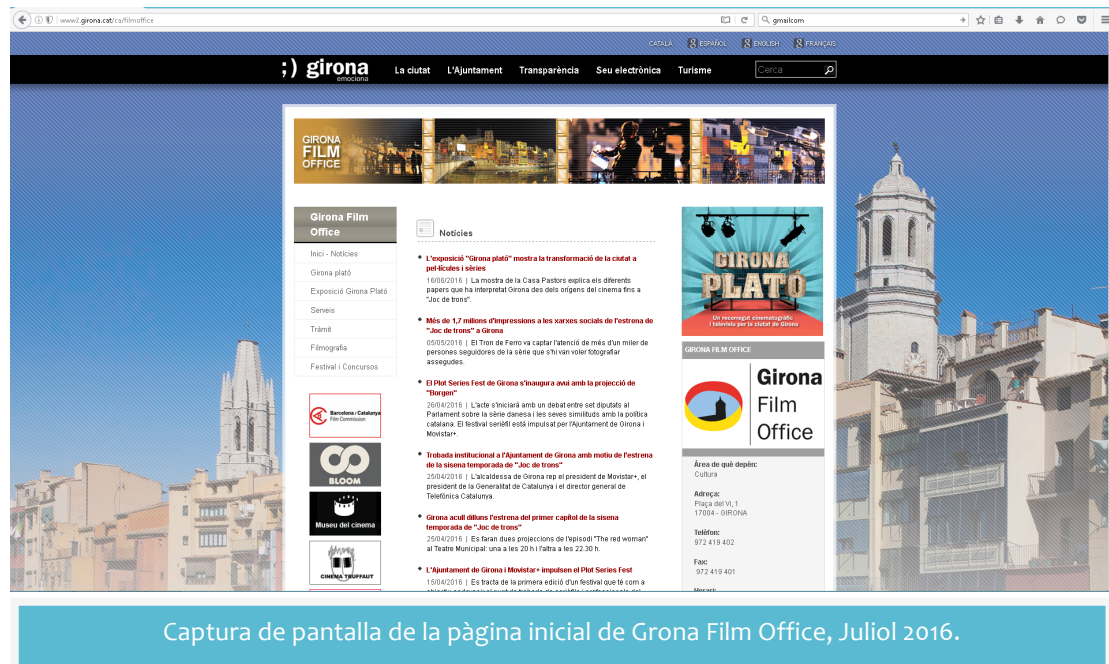 www2.girona.cat/ca/filmoffice
gmailcom
CATALÀ ESPAÑOL ENGLISH FRANÇAIS
;) girona
emociona
La ciutat L'Ajuntament Transparència Seu electrònica Turisme
Cerca
GIRONA
FILM
OFFICE
Girona Film
Office
Inici - Notícies
Girona plató
Exposició Girona Plató
Serveis
Tràmit
Filmografia
Festival i Concursos
Barcelona / Catalunya
Film Commission
BLOOM
Museu del cinema
CINEMA TRUFFAUT
Notícies
L'exposició "Girona plató" mostra la transformació de la ciutat a
pel·lícules i sèries
16/06/2016 | La mostra de la Casa Pastors explica els diferents
papers que ha interpretat Girona des dels orígens del cinema fins a
"Joc de trons".
Més de 1,7 milions d'impressions a les xarxes socials de l'estrena de
"Joc de trons" a Girona
05/05/2016 | El Tron de Ferro va captar l'atenció de més d'un miler de
persones seguidores de la sèrie que s'hi van voler fotografiar
assegudes.
El Plot Series Fest de Girona s'inaugura avui amb la projecció de
"Borgen"
26/04/2016 | L'acte s'iniciarà amb un debat entre set diputats al
Parlament sobre la sèrie danesa i les seves similituds amb la política
catalana. El festival serièfil està impulsat per l'Ajuntament de Girona i
Movistar+.
Trobada institucional a l'Ajuntament de Girona amb motiu de l'estrena
de la sisena temporada de "Joc de trons"
25/04/2016 | L'alcaldessa de Girona rep el president de Movistar+, el
president de la Generalitat de Catalunya i el director general de
Telefónica Catalunya.
Girona acull dilluns l'estrena del primer capítol de la sisena
temporada de "Joc de trons"
25/04/2016 | Es faran dues projeccions de l'episodi "The red woman"
al Teatre Municipal: una a les 20 h i l'altra a les 22.30 h.
L'Ajuntament de Girona i Movistar+ impulsen el Plot Series Fest
15/04/2016 | Es tracta de la primera edició d'un festival que té com a
GIRONA
PLATÓ
Un recorregut cinematogràfic
i televisiu per la ciutat de Girona
GIRONA FILM OFFICE
Girona
Film
Office
Àrea de què depèn:
Cultura
Adreça:
Plaça del Vi, 1
17004 - GIRONA
Telèfon:
972 419 402
Fax:
972 419 401
Captura de pantalla de la pàgina inicial de Grona Film Office, Juliol 2016.